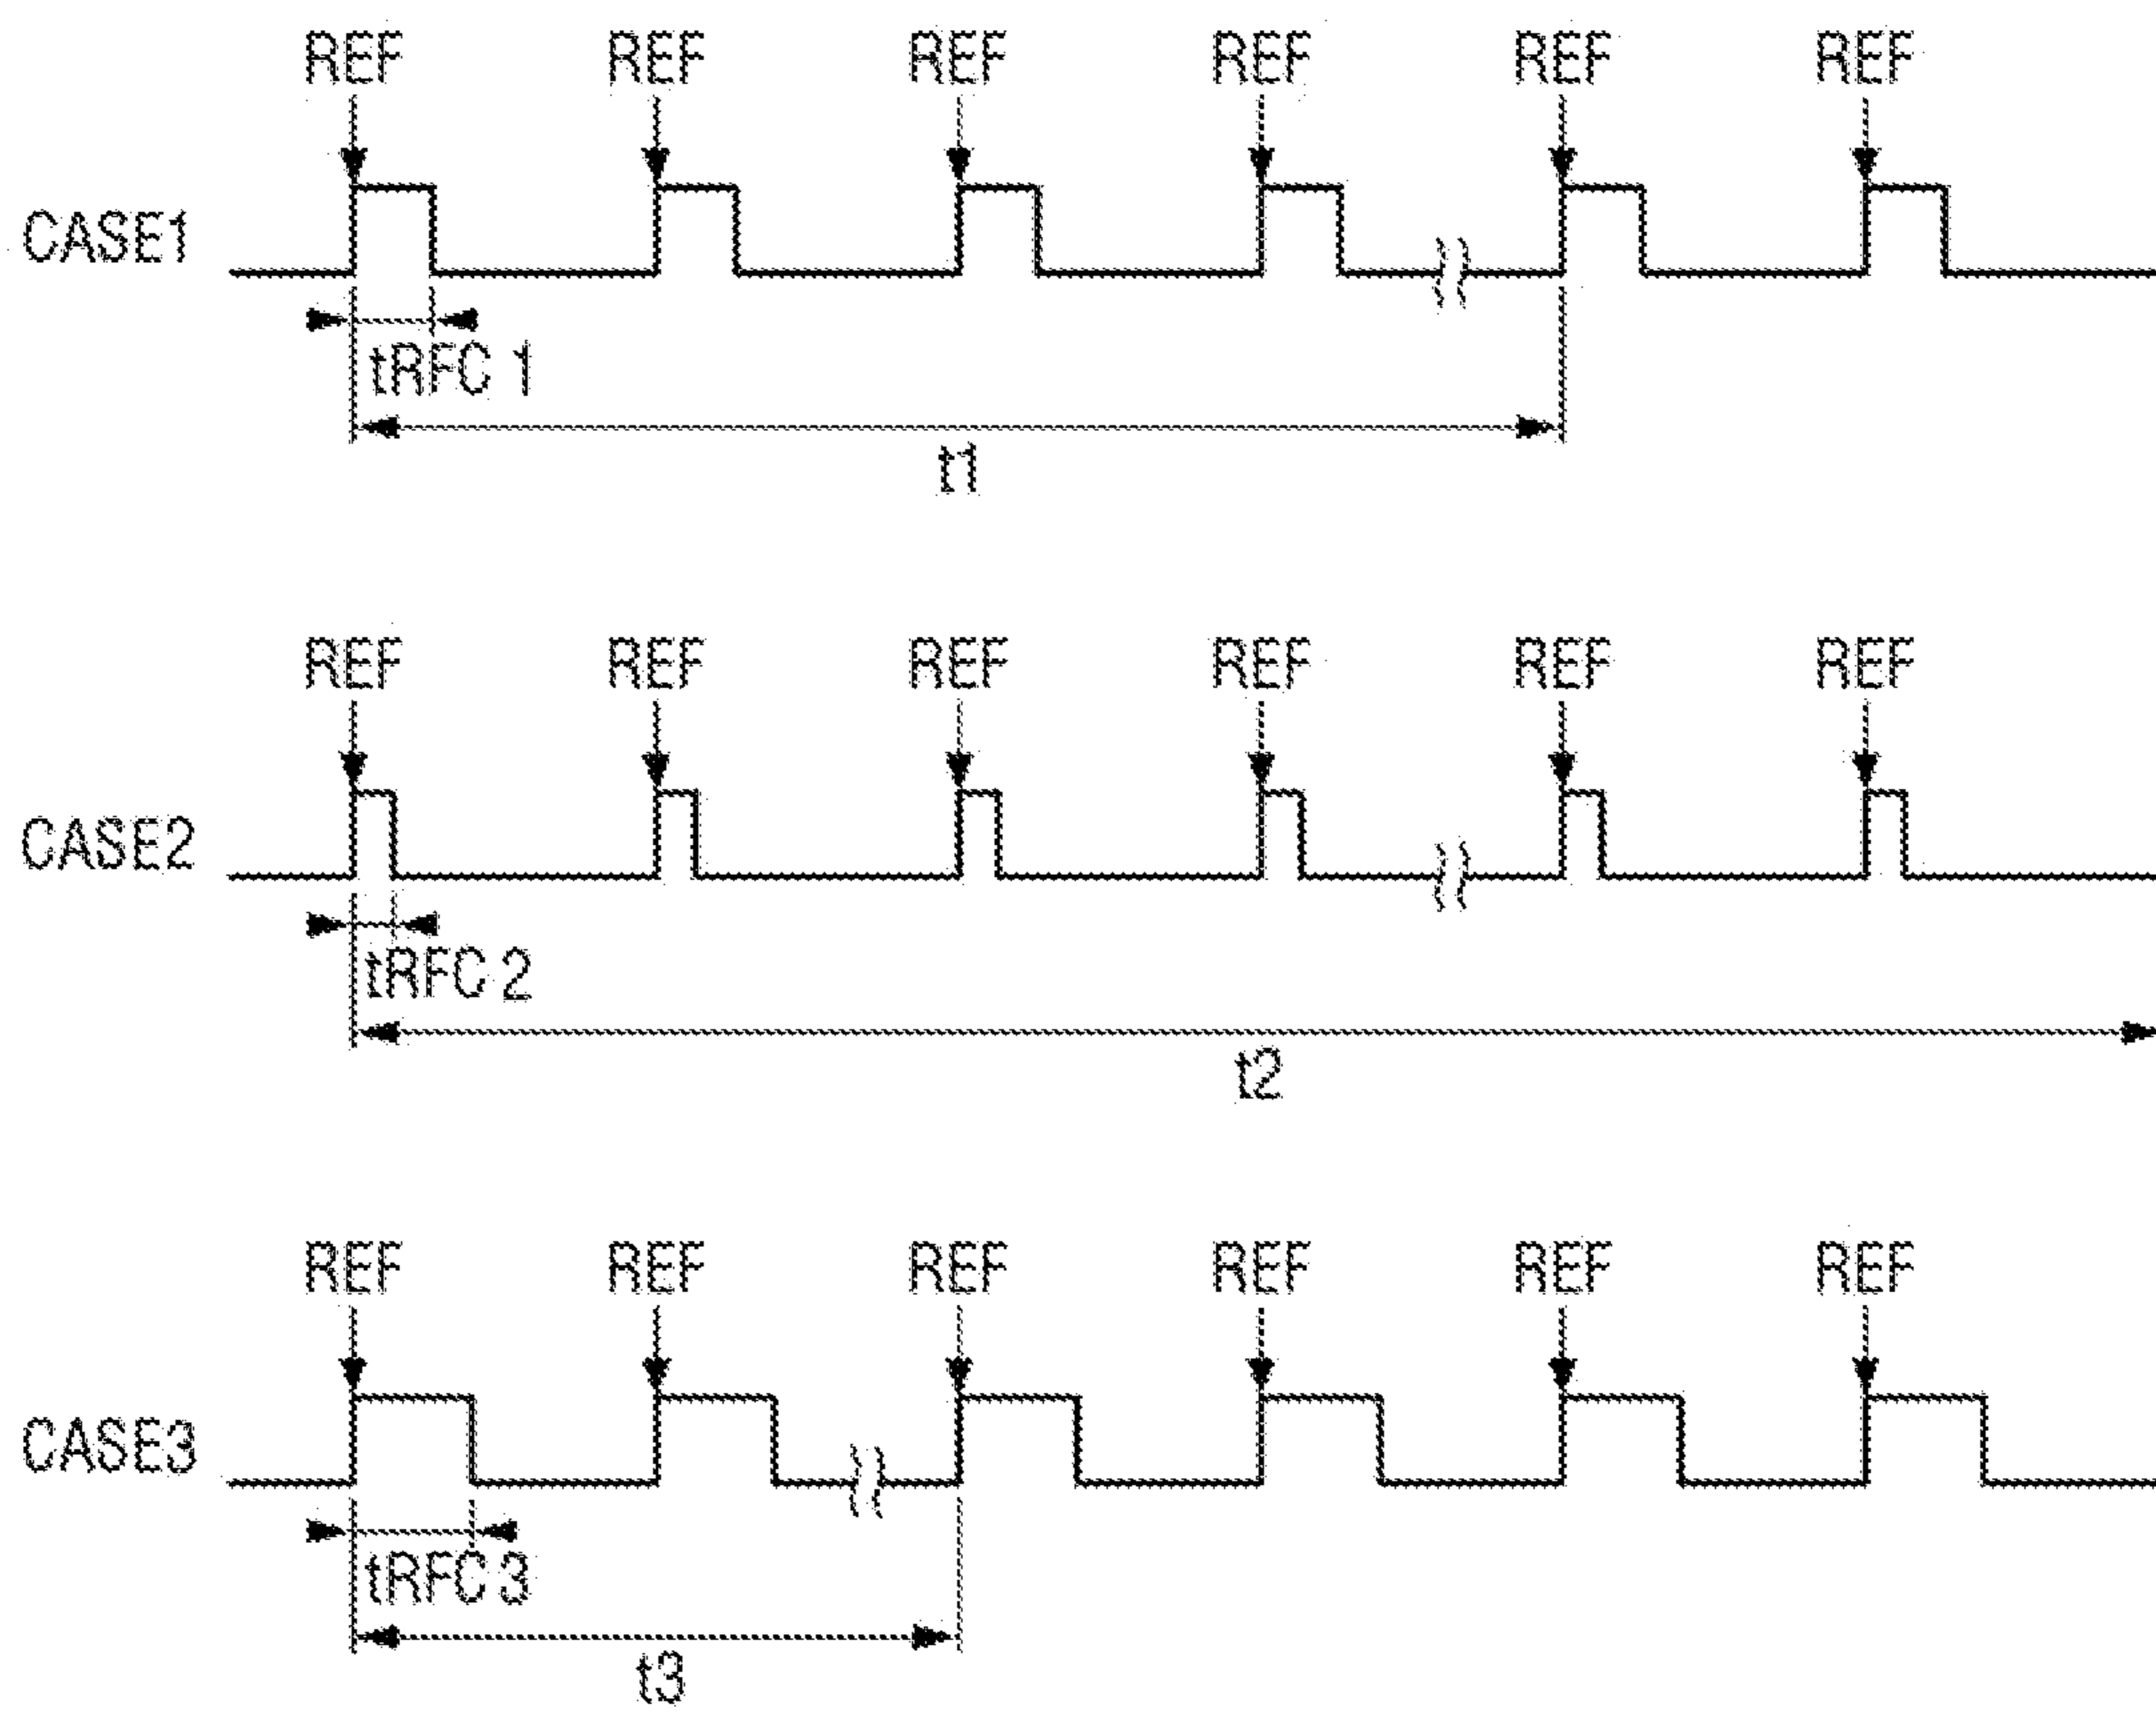 REF REF REF REF REF REF
CASE1
tRFC 1
t1
REF REF REF REF REF REF
CASE2
tRFC 2
t2
REF REF REF REF REF REF
CASE3
tRFC 3
t3